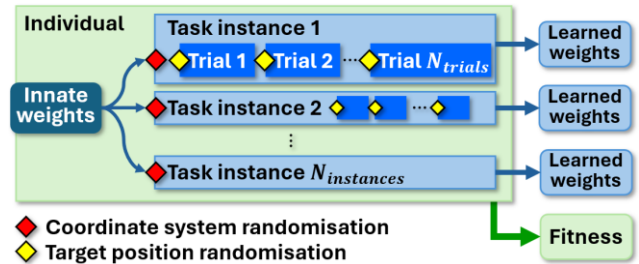 Individual
Task instance 1
Trial 1 Trial 2 ... Trial N_trials
Innate
weights
Task instance 2 ...
⋮
Task instance N_instances
Learned
weights
Learned
weights
Learned
weights
Coordinate system randomisation
Target position randomisation
Fitness